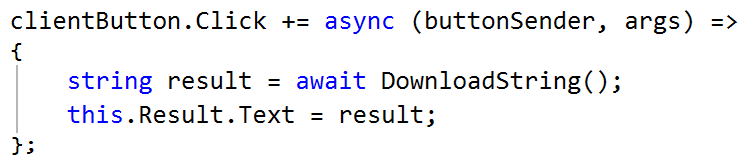 clientButton.Click += async (buttonSender, args) =>
{
    string result = await DownloadString();
    this.Result.Text = result;
};